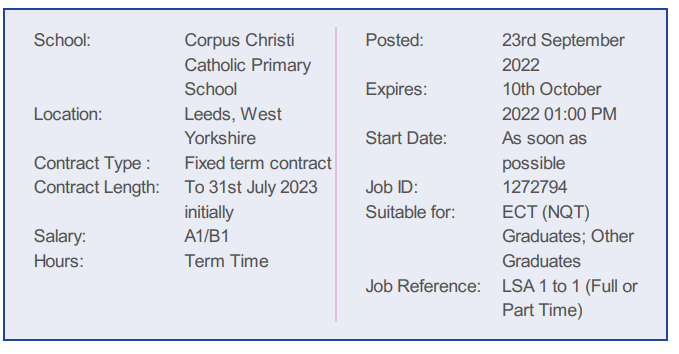 School: Corpus Christi
Catholic Primary
School
Location: Leeds, West
Yorkshire
Contract Type : Fixed term contract
Contract Length: To 31st July 2023
initially
Salary: A1/B1
Hours: Term Time
Posted: 23rd September
2022
Expires: 10th October
2022 01:00 PM
Start Date: As soon as
possible
Job ID: 1272794
Suitable for: ECT (NQT)
Graduates; Other
Graduates
Job Reference: LSA 1 to 1 (Full or
Part Time)